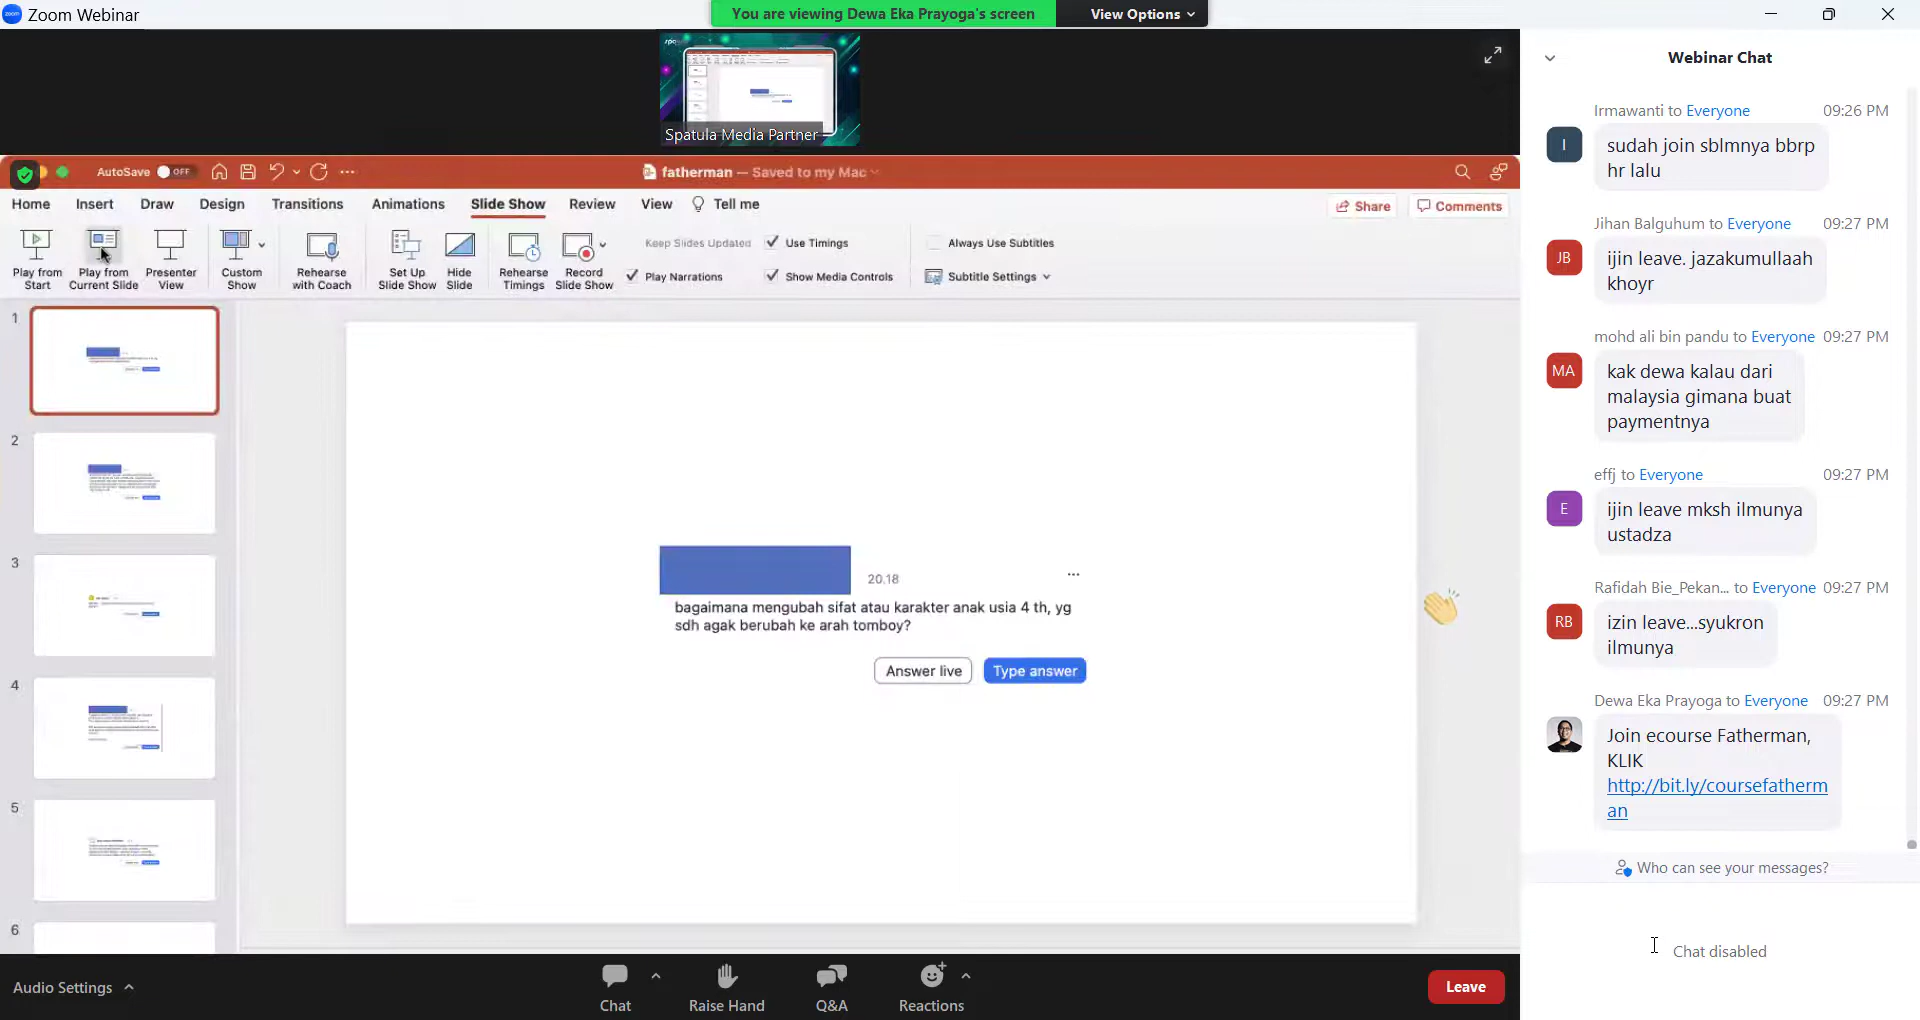 Zoom Webinar
You are viewing Dewa Eka Prayoga's screen
View Options
Spatula Media Partner
AutoSave OFF
fatherman — Saved to my Mac
Home Insert Draw Design Transitions Animations Slide Show Review View Tell me
Share Comments
Play from Start
Play from Current Slide
Presenter View
Custom Show
Rehearse with Coach
Set Up Slide Show
Hide Slide
Rehearse Timings
Record Slide Show
Keep Slides Updated
Use Timings
Play Narrations
Show Media Controls
Always Use Subtitles
Subtitle Settings
1
2
3
4
5
6
20.18
...
bagaimana mengubah sifat atau karakter anak usia 4 th, yg
sdh agak berubah ke arah tomboy?
Answer live Type answer
Webinar Chat
Irmawanti to Everyone 09:26 PM
I
sudah join sblmnya bbrp
hr lalu
Jihan Balguhum to Everyone 09:27 PM
JB
ijin leave. jazakumullaah
khoyr
mohd ali bin pandu to Everyone 09:27 PM
MA
kak dewa kalau dari
malaysia gimana buat
paymentnya
effj to Everyone 09:27 PM
E
ijin leave mksh ilmunya
ustadza
Rafidah Bie_Pekan... to Everyone 09:27 PM
RB
izin leave...syukron
ilmunya
Dewa Eka Prayoga to Everyone 09:27 PM
Join ecourse Fatherman,
KLIK
http://bit.ly/coursefatherm
an
Who can see your messages?
Chat disabled
Audio Settings
Chat
Raise Hand
Q&A
Reactions
Leave